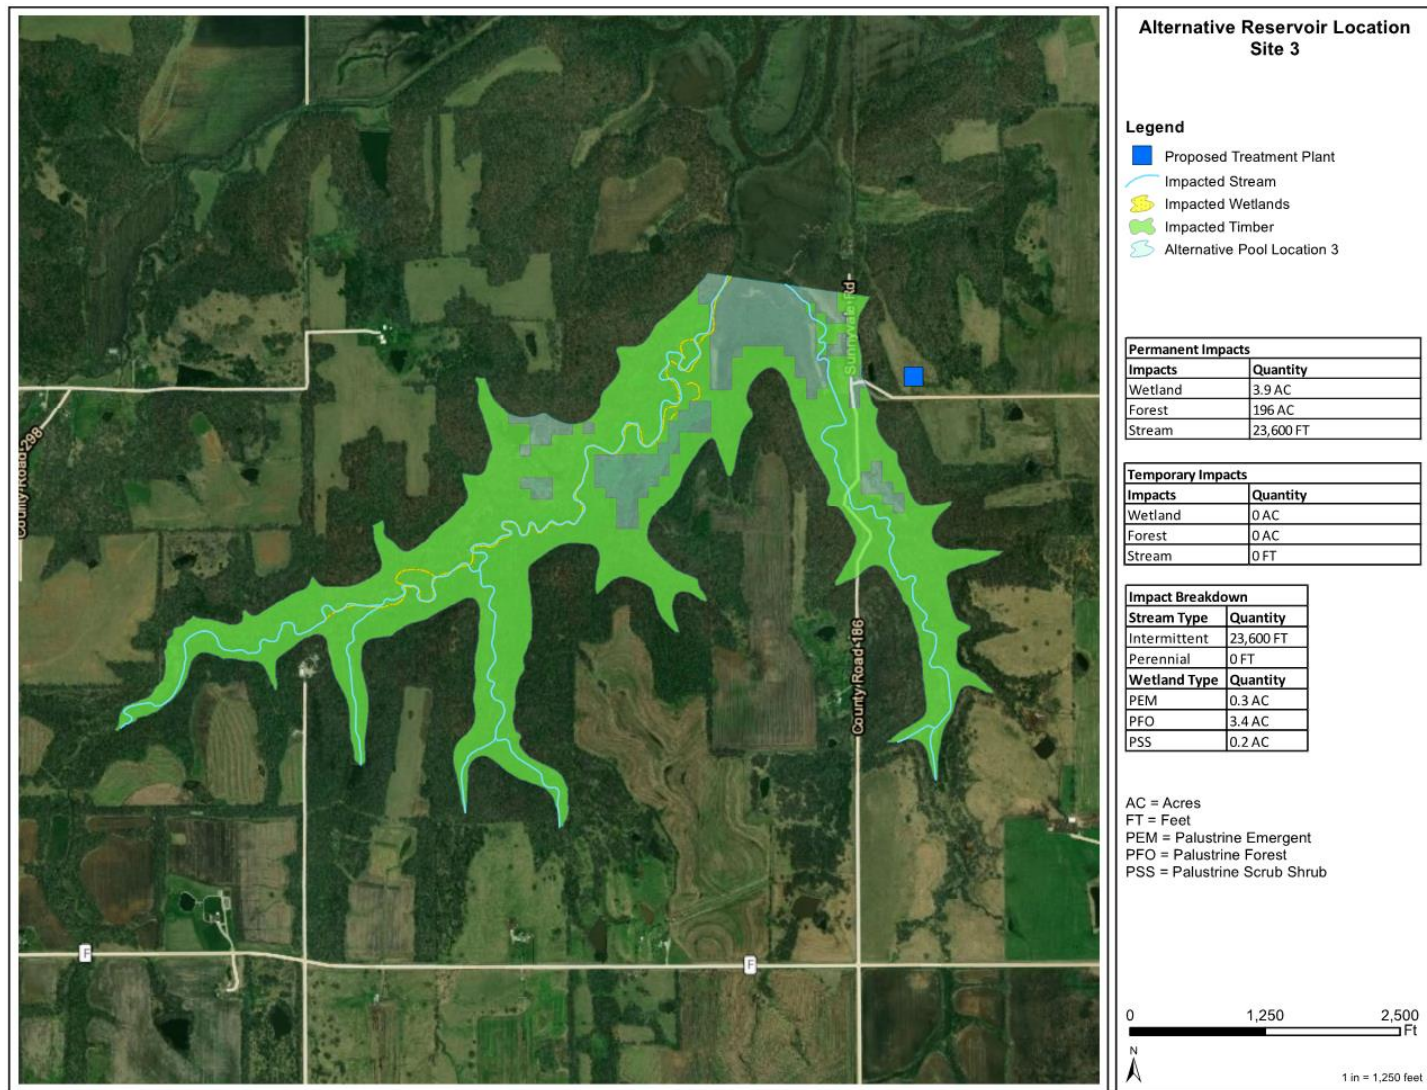 Alternative Reservoir Location
Site 3
Legend
Proposed Treatment Plant
Impacted Stream
Impacted Wetlands
Impacted Timber
Alternative Pool Location 3
Permanent Impacts
Impacts Quantity
Wetland 3.9 AC
Forest 196 AC
Stream 23,600 FT
Temporary Impacts
Impacts Quantity
Wetland 0 AC
Forest 0 AC
Stream 0 FT
Impact Breakdown
Stream Type Quantity
Intermittent 23,600 FT
Perennial 0 FT
Wetland Type Quantity
PEM 0.3 AC
PFO 3.4 AC
PSS 0.2 AC
AC = Acres
FT = Feet
PEM = Palustrine Emergent
PFO = Palustrine Forest
PSS = Palustrine Scrub Shrub
0 1,250 2,500
Ft
N
1 in = 1,250 feet
Sunnyvale Rd
County Road 298
County Road 186
F
F